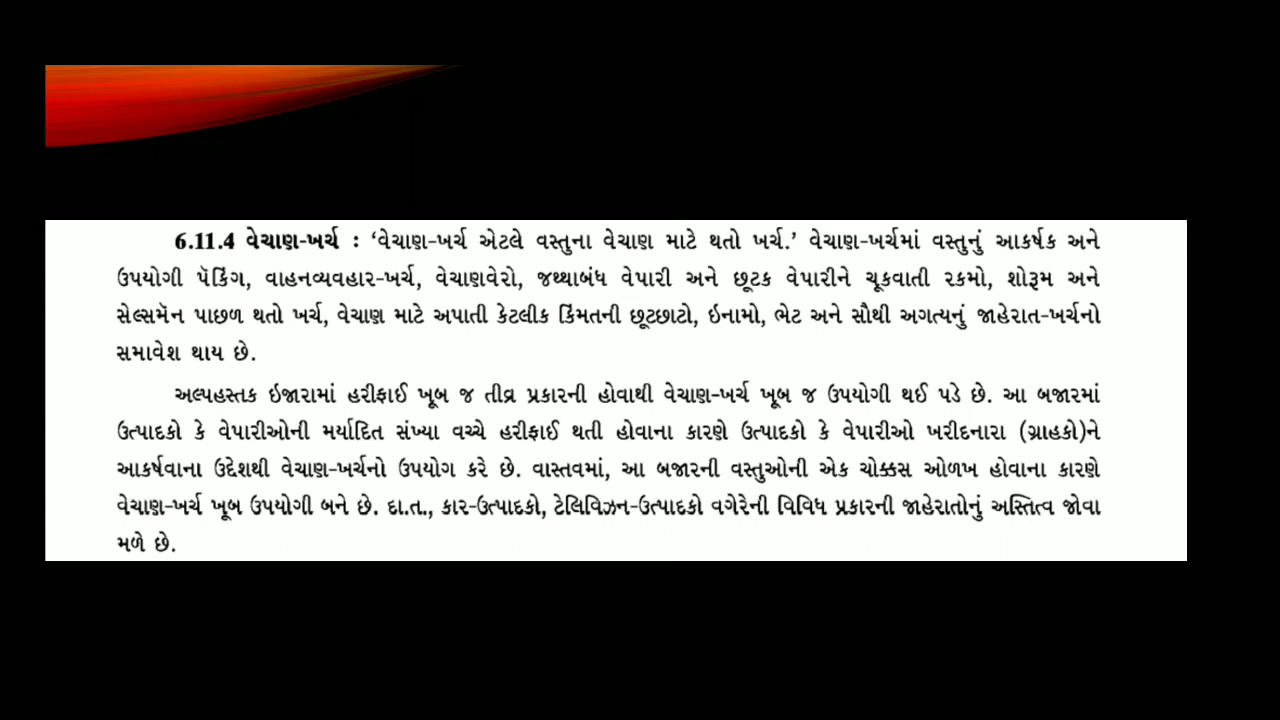 6.11.4 વેચાણ-ખર્ચ : ‘વેચાણ-ખર્ચ એટલે વસ્તુના વેચાણ માટે થતો ખર્ચ.’ વેચાણ-ખર્ચમાં વસ્તુનું આકર્ષક અને
ઉપયોગી પૅકિંગ, વાહનવ્યવહાર-ખર્ચ, વેચાણવેરો, જથ્થાબંધ વેપારી અને છૂટક વેપારીને ચૂકવાતી રકમો, શોરૂમ અને
સેલ્સમૅન પાછળ થતો ખર્ચ, વેચાણ માટે અપાતી કેટલીક કિંમતની છૂટછાટો, ઇનામો, ભેટ અને સૌથી અગત્યનું જાહેરાત-ખર્ચનો
સમાવેશ થાય છે.
અલ્પહસ્તક ઇજારામાં હરીફાઈ ખૂબ જ તીવ્ર પ્રકારની હોવાથી વેચાણ-ખર્ચ ખૂબ જ ઉપયોગી થઈ પડે છે. આ બજારમાં
ઉત્પાદકો કે વેપારીઓની મર્યાદિત સંખ્યા વચ્ચે હરીફાઈ થતી હોવાના કારણે ઉત્પાદકો કે વેપારીઓ ખરીદનારા (ગ્રાહકો)ને
આકર્ષવાના ઉદ્દેશથી વેચાણ-ખર્ચનો ઉપયોગ કરે છે. વાસ્તવમાં, આ બજારની વસ્તુઓની એક ચોક્કસ ઓળખ હોવાના કારણે
વેચાણ-ખર્ચ ખૂબ ઉપયોગી બને છે. દા.ત., કાર-ઉત્પાદકો, ટેલિવિઝન-ઉત્પાદકો વગેરેની વિવિધ પ્રકારની જાહેરાતોનું અસ્તિત્વ જોવા
મળે છે.